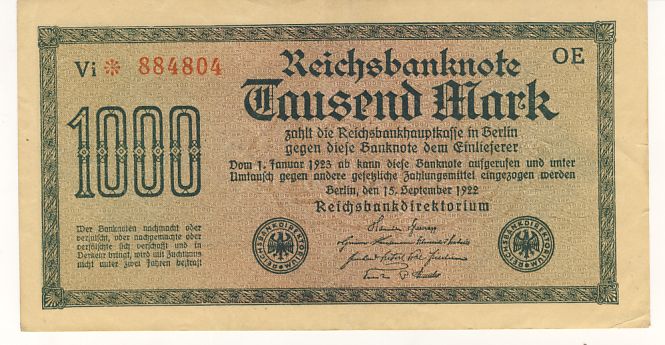 Vi * 884804
Reichsbanknote
OE
Tausend Mark
1000
zahlt die Reichsbankhauptkasse in Berlin
gegen diese Banknote dem Einlieferer
Vom 1. Januar 1923 ab kann diese Banknote aufgerufen und unter
Umtausch gegen andere gesetzliche Zahlungsmittel eingezogen werden
Berlin, den 15. September 1922
Reichsbankdirektorium
Wer Banknoten nachmacht oder
verfälscht, oder nachgemachte oder
verfälschte sich verschafft und in
Verkehr bringt, wird mit Zuchthaus
nicht unter zwei Jahren bestraft
REICHSBANKDIREKTORIUM
REICHSBANKDIREKTORIUM